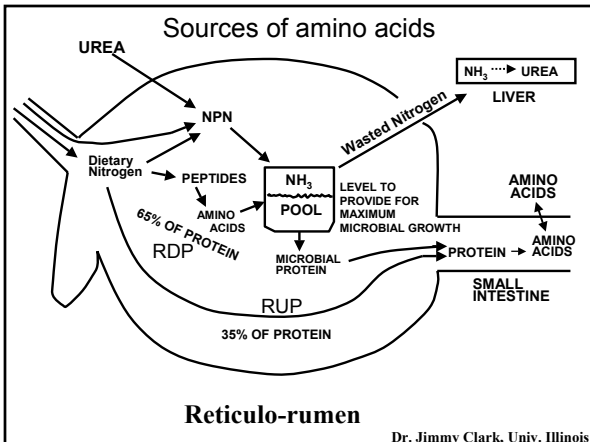 Sources of amino acids
UREA
NH3 UREA
LIVER
Wasted Nitrogen
NPN
Dietary
Nitrogen
PEPTIDES
AMINO
ACIDS
NH3
POOL
LEVEL TO
PROVIDE FOR
MAXIMUM
MICROBIAL GROWTH
65% OF PROTEIN
RDP
MICROBIAL
PROTEIN
AMINO
ACIDS
PROTEIN
AMINO
ACIDS
SMALL
INTESTINE
RUP
35% OF PROTEIN
Reticulo-rumen
Dr. Jimmy Clark, Univ. Illinois